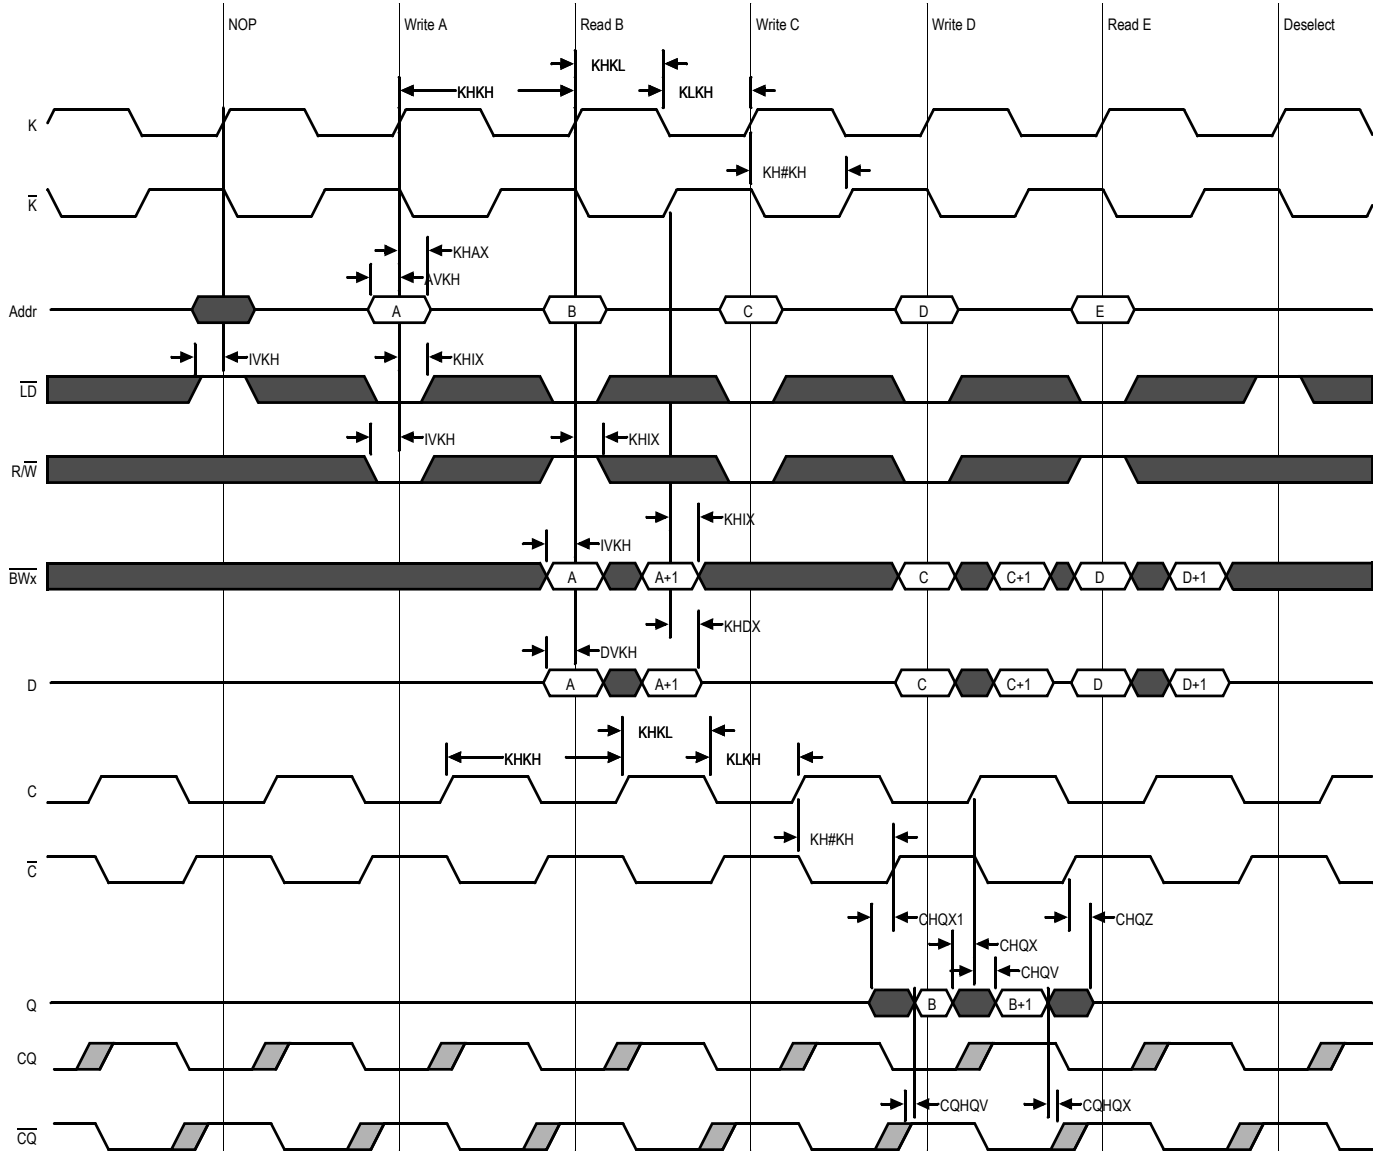 NOP Write A Read B Write C Write D Read E Deselect
KHKL
KHKH KLKH
K
KH#KH
K
KHAX
AVKH
Addr A B C D E
IVKH KHIX
LD
IVKH KHIX
R/W
KHIX
IVKH
BWx A A+1 C C+1 D D+1
KHDX
DVKH
D A A+1 C C+1 D D+1
KHKL
KHKH KLKH
C
KH#KH
C
CHQX1 CHQZ
CHQX
CHQV
Q B B+1
CQ
CQHQV CQHQX
CQ